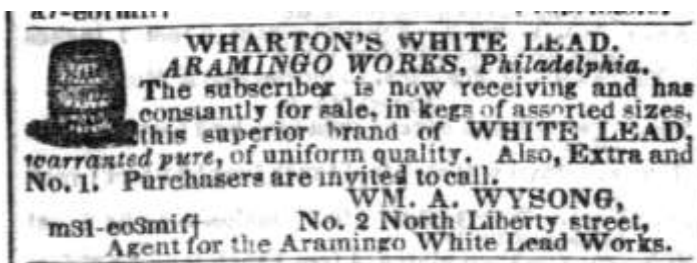 WHARTON'S WHITE LEAD.
ARAMINGO WORKS, Philadelphia.
The subscriber is now receiving and has
constantly for sale, in kegs of assorted sizes,
this superior brand of WHITE LEAD,
warranted pure, of uniform quality. Also, Extra and
No. 1. Purchasers are invited to call.
WM. A. WYSONG,
m31-eo3mif† No. 2 North Liberty street,
Agent for the Aramingo White Lead Works.